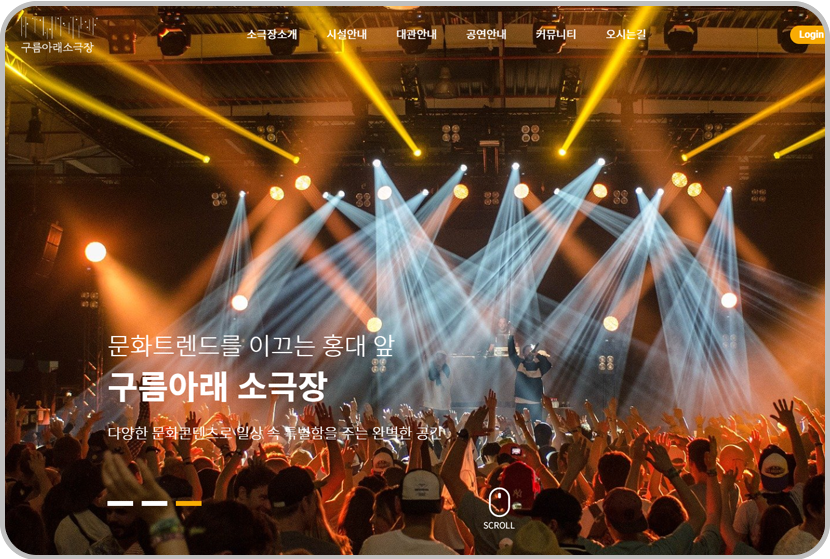 구름아래소극장
소극장소개 시설안내 대관안내 공연안내 커뮤니티 오시는길 Login
문화트렌드를 이끄는 홍대 앞
구름아래 소극장
다양한 문화콘텐츠로 일상 속 특별함을 주는 완벽한 공간
SCROLL